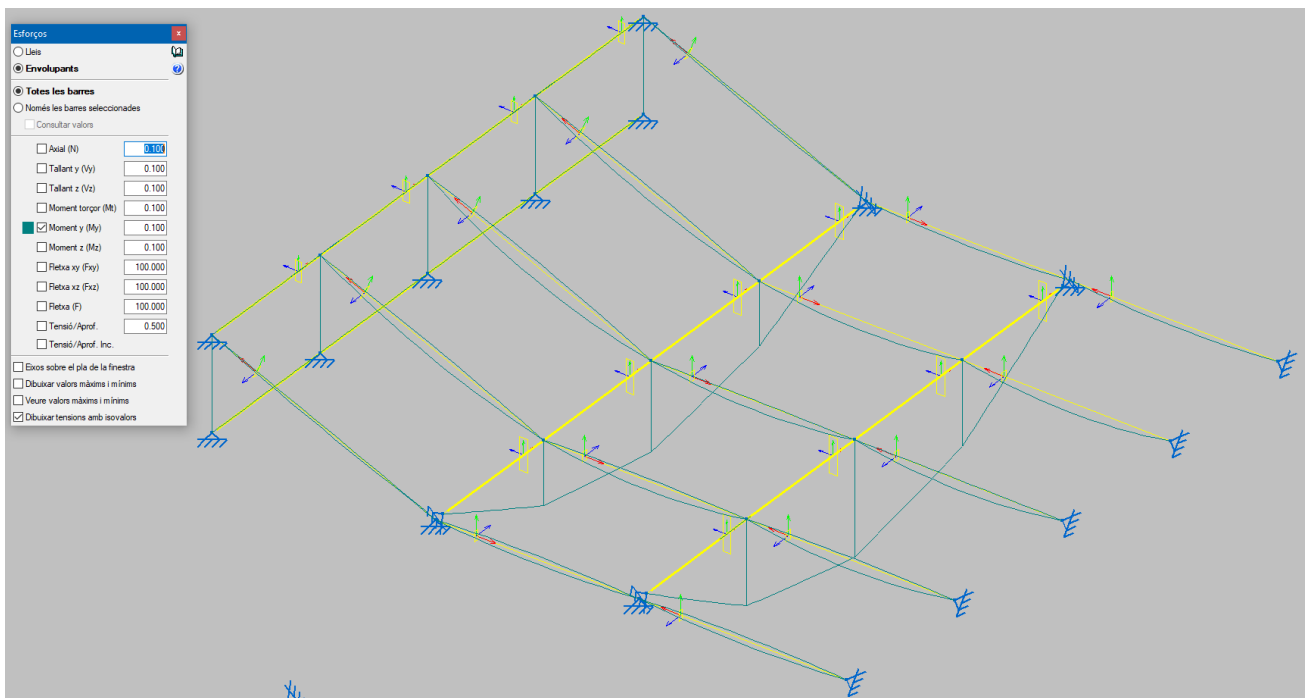 Esforços
x
Lleis
Envolupants
?
Totes les barres
Només les barres seleccionades
Consultar valors
Axial (N) 0.100
Tallant y (Vy) 0.100
Tallant z (Vz) 0.100
Moment torçor (Mt) 0.100
Moment y (My) 0.100
Moment z (Mz) 0.100
Fletxa xy (Fxy) 100.000
Fletxa xz (Fxz) 100.000
Fletxa (F) 100.000
Tensió/Aprof. 0.500
Tensió/Aprof. Inc.
Eixos sobre el pla de la finestra
Dibuixar valors màxims i mínims
Veure valors màxims i mínims
Dibuixar tensions amb isovalors